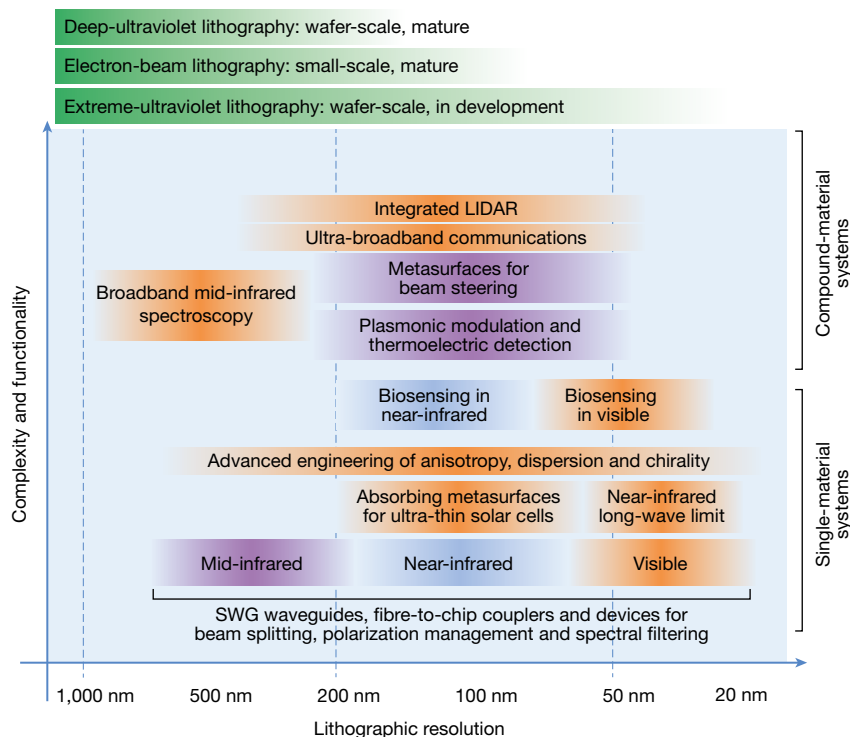 Deep-ultraviolet lithography: wafer-scale, mature
Electron-beam lithography: small-scale, mature
Extreme-ultraviolet lithography: wafer-scale, in development
Complexity and functionality
Compound-material
systems
Single-material
systems
Integrated LIDAR
Ultra-broadband communications
Metasurfaces for
beam steering
Broadband mid-infrared
spectroscopy
Plasmonic modulation and
thermoelectric detection
Biosensing in
near-infrared
Biosensing
in visible
Advanced engineering of anisotropy, dispersion and chirality
Absorbing metasurfaces
for ultra-thin solar cells
Near-infrared
long-wave limit
Mid-infrared
Near-infrared
Visible
SWG waveguides, fibre-to-chip couplers and devices for
beam splitting, polarization management and spectral filtering
1,000 nm 500 nm 200 nm 100 nm 50 nm 20 nm
Lithographic resolution